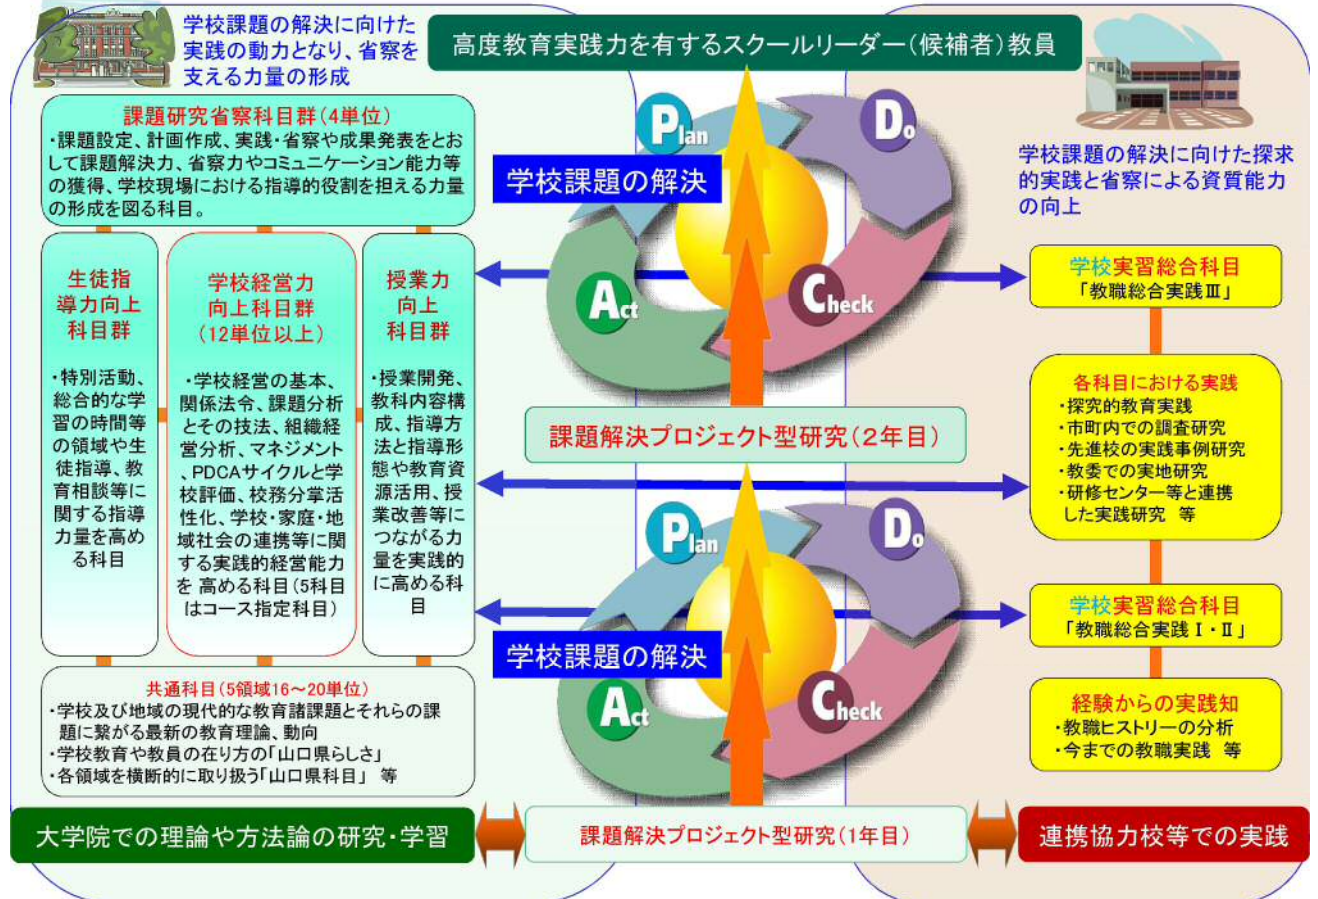 学校課題の解決に向けた
実践の動力となり、省察を
支える力量の形成
高度教育実践力を有するスクールリーダー(候補者)教員
課題研究省察科目群(4単位)
・課題設定、計画作成、実践・省察や成果発表をとお
して課題解決力、省察力やコミュニケーション能力等
の獲得、学校現場における指導的役割を担える力量
の形成を図る科目。
生徒指
導力向上
科目群
・特別活動、
総合的な学
習の時間等
の領域や生
徒指導、教
育相談等に
関する指導
力量を高め
る科目
学校経営力
向上科目群
(12単位以上)
・学校経営の基本、
関係法令、課題分析
とその技法、組織経
営分析、マネジメント
、PDCAサイクルと学
校評価、校務分掌活
性化、学校・家庭・地
域社会の連携等に関
する実践的経営能力
を 高める科目(5科目
はコース指定科目)
授業力
向上
科目群
・授業開発、
教科内容構
成、指導方
法と指導形
態や教育資
源活用、授
業改善等に
つながる力
量を実践的
に高める科
目
共通科目(5領域16～20単位)
・学校及び地域の現代的な教育諸課題とそれらの課
題に繋がる最新の教育理論、動向
・学校教育や教員の在り方の「山口県らしさ」
・各領域を横断的に取り扱う「山口県科目」 等
大学院での理論や方法論の研究・学習
Plan
Do
学校課題の解決
Act
Check
課題解決プロジェクト型研究(2年目)
Plan
Do
学校課題の解決
Act
Check
課題解決プロジェクト型研究(1年目)
学校課題の解決に向けた探求
的実践と省察による資質能力
の向上
学校実習総合科目
「教職総合実践Ⅲ」
各科目における実践
・探究的教育実践
・市町内での調査研究
・先進校の実践事例研究
・教委での実地研究
・研修センター等と連携
した実践研究 等
学校実習総合科目
「教職総合実践Ⅰ・Ⅱ」
経験からの実践知
・教職ヒストリーの分析
・今までの教職実践 等
連携協力校等での実践